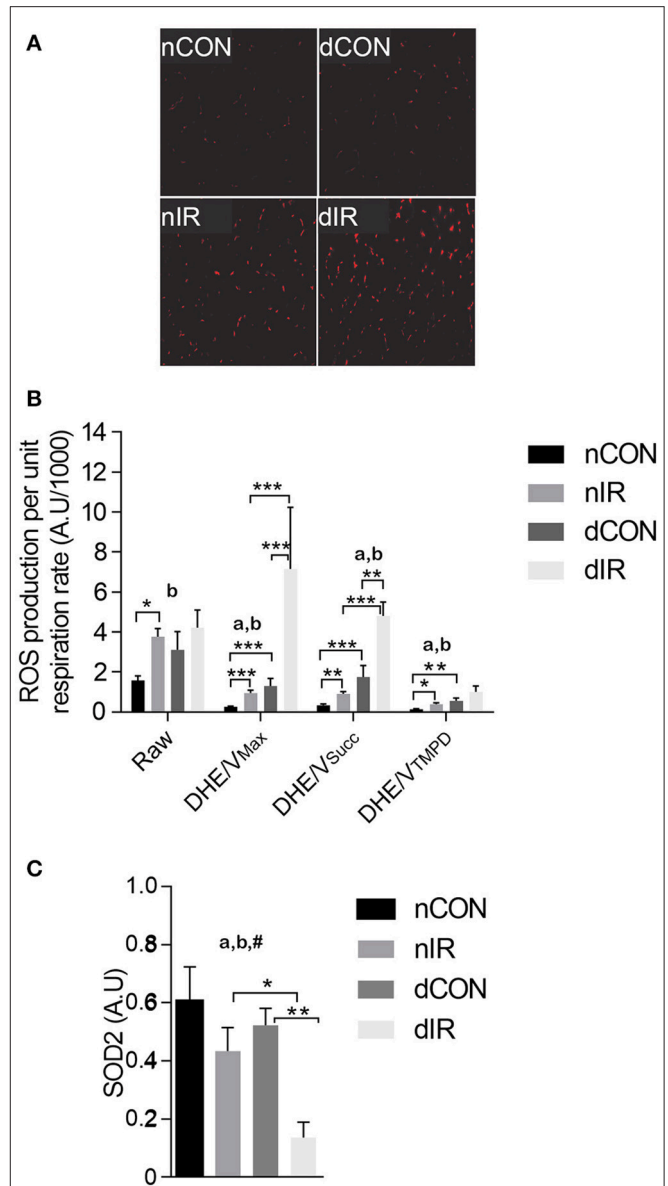 A
nCON
dCON
nIR
dIR
B
ROS production per unit
respiration rate (A.U/1000)
14
12
10
8
6
4
2
0
*
b
a,b
***
***
***
***
a,b
**
***
***
**
a,b
**
*
Raw
DHE/VMax
DHE/VSucc
DHE/VTMPD
nCON
nIR
dCON
dIR
C
SOD2 (A.U)
1.0
0.8
0.6
0.4
0.2
0
a,b,#
*
**
nCON
nIR
dCON
dIR